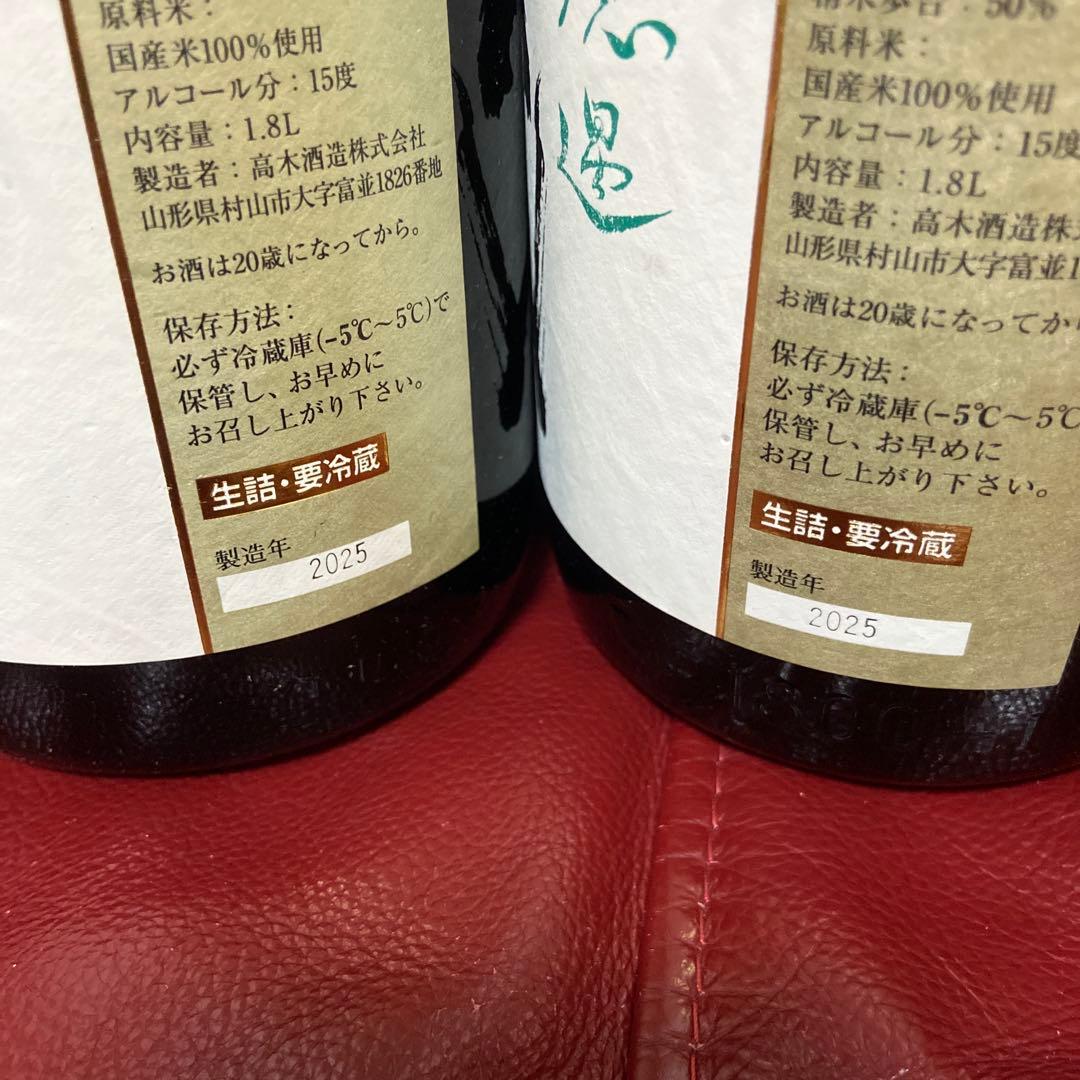 原料米：
国産米100%使用
アルコール分：15度
内容量：1.8L
製造者：高木酒造株式会社
山形県村山市大字富並1826番地
お酒は20歳になってから。
保存方法：
必ず冷蔵庫(-5℃～5℃)で
保管し、お早めに
お召し上がり下さい。
生詰・要冷蔵
製造年
2025
精米歩合：50%
原料米：
国産米100%使用
アルコール分：15度
内容量：1.8L
製造者：高木酒造株
山形県村山市大字富並1
お酒は20歳になってから
保存方法：
必ず冷蔵庫(-5℃～5℃
保管し、お早めに
お召し上がり下さい。
生詰・要冷蔵
製造年
2025